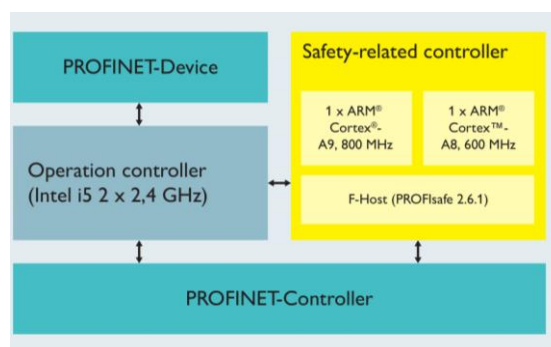 PROFINET-Device
Safety-related controller
1 x ARM®
Cortex®-
A9, 800 MHz
1 x ARM®
Cortex™-
A8, 600 MHz
Operation controller
(Intel i5 2 x 2,4 GHz)
F-Host (PROFIsafe 2.6.1)
PROFINET-Controller